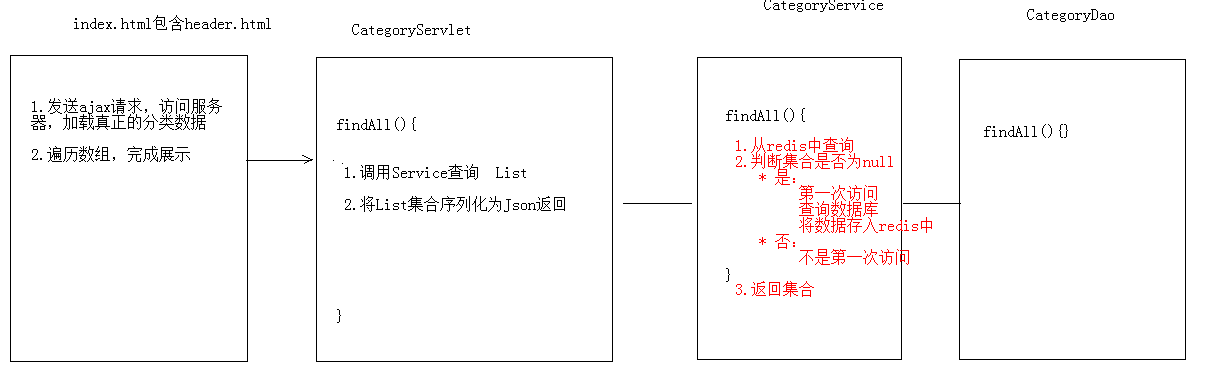 index.html包含header.html
1.发送ajax请求，访问服务
器，加载真正的分类数据
2.遍历数组，完成展示
CategoryServlet
findAll(){
1.调用Service查询  List
2.将List集合序列化为Json返回
}
CategoryService
findAll(){
1.从redis中查询
2.判断集合是否为null
* 是：
第一次访问
查询数据库
将数据存入redis中
* 否：
不是第一次访问
}
3.返回集合
CategoryDao
findAll(){}